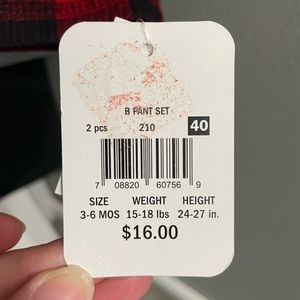 B PANT SET
2 pcs 210 40
7 08820 60756 9
SIZE WEIGHT HEIGHT
3-6 MOS 15-18 lbs 24-27 in.
$16.00